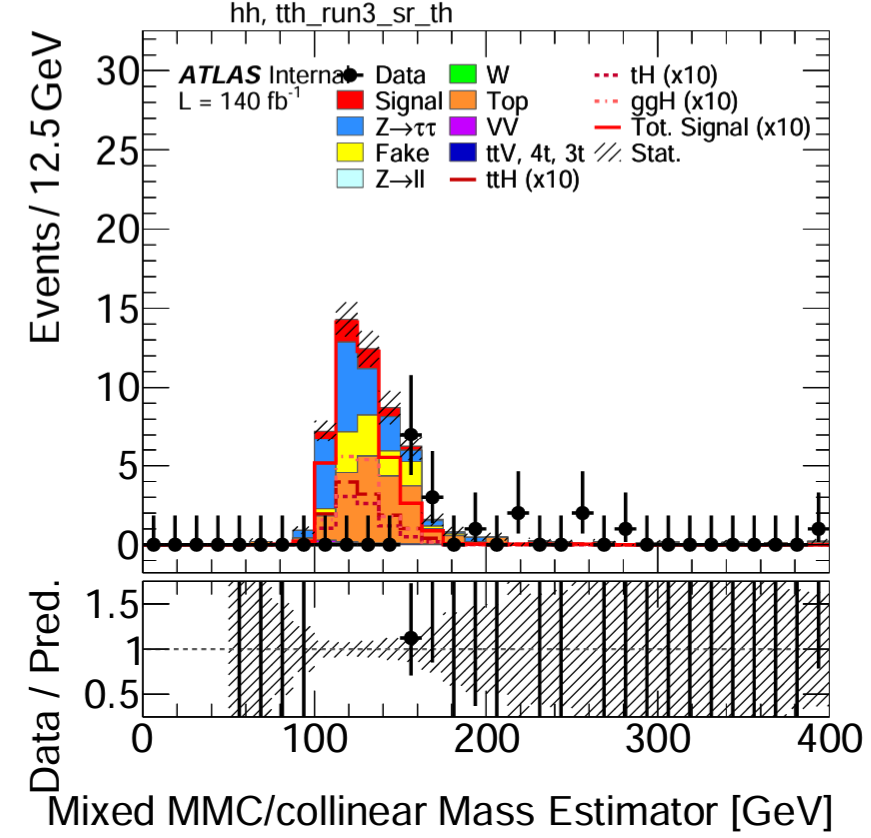 hh, tth_run3_sr_th
ATLAS Internal
L = 140 fb⁻¹
Data
Signal
Z→ττ
Fake
Z→ll
W
Top
VV
ttV, 4t, 3t
ttH (x10)
tH (x10)
ggH (x10)
Tot. Signal (x10)
Stat.
Events / 12.5 GeV
30
25
20
15
10
5
0
Data / Pred.
1.5
1
0.5
0 100 200 300 400
Mixed MMC/collinear Mass Estimator [GeV]